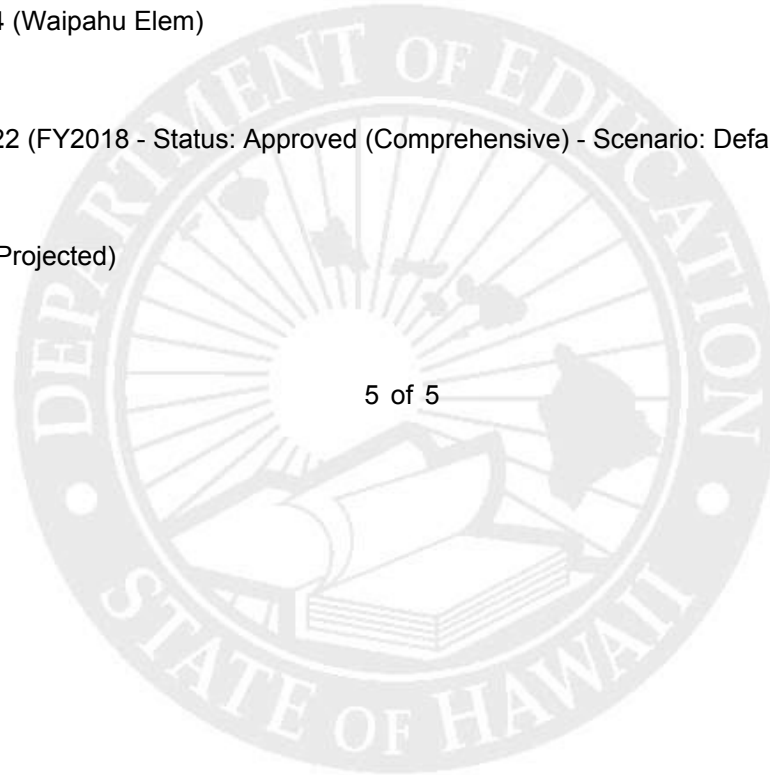 4 (Waipahu Elem)
22 (FY2018 - Status: Approved (Comprehensive) - Scenario: Defa
Projected)
5 of 5
DEPARTMENT OF EDUCATION
STATE OF HAWAII